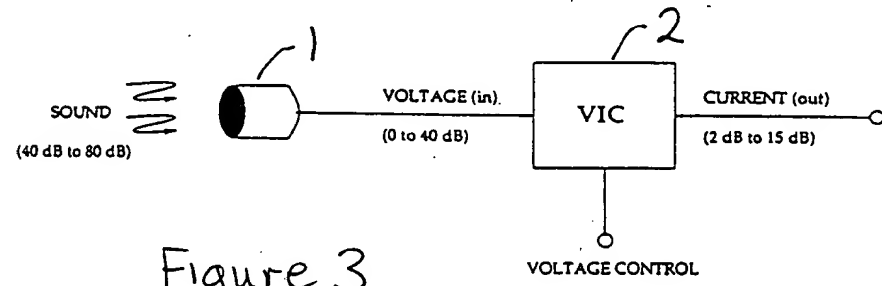 1
2
SOUND
(40 dB to 80 dB)
VOLTAGE (in).
(0 to 40 dB)
VIC
CURRENT (out)
(2 dB to 15 dB)
VOLTAGE CONTROL
Figure 3